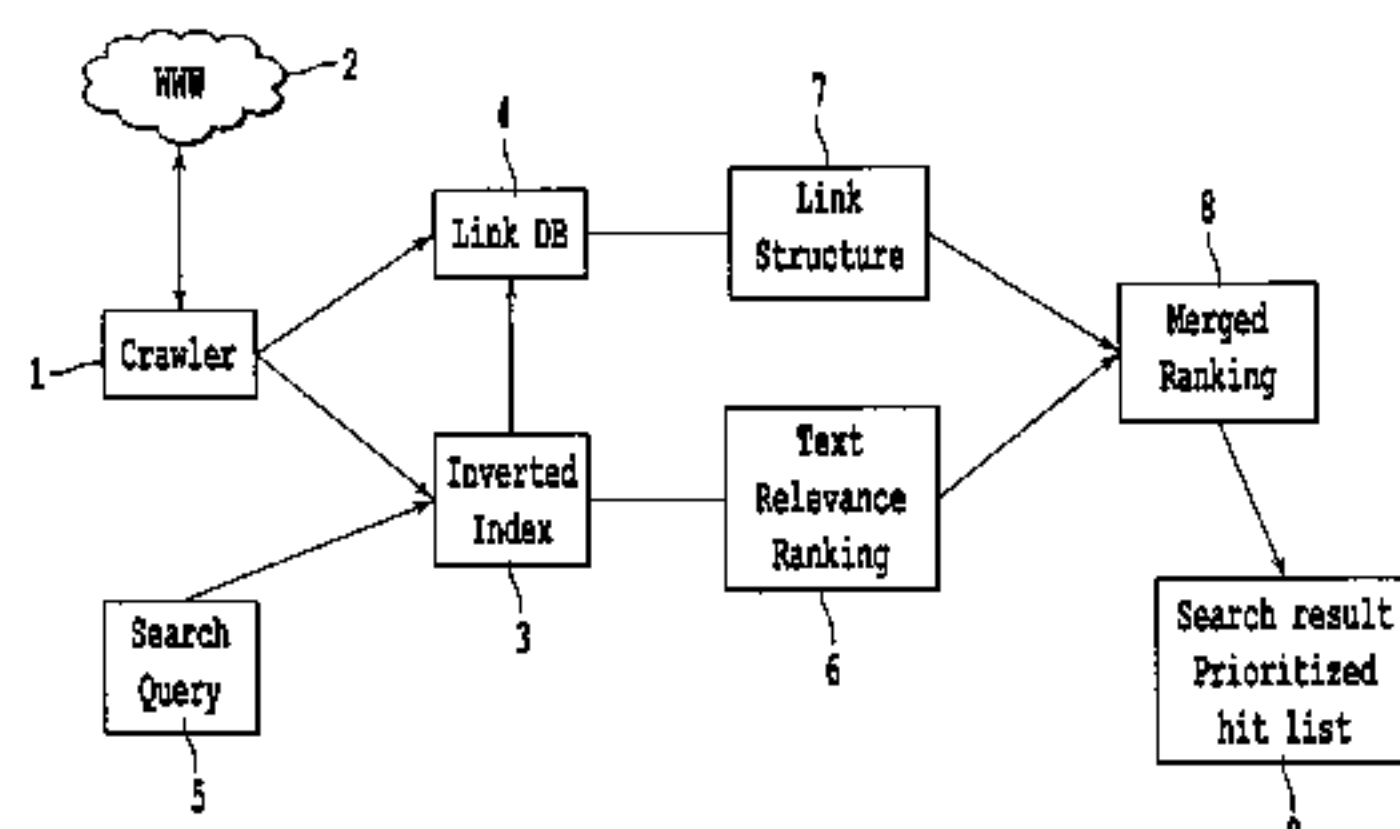 WWW
2
4
7
Link DB
Link
Structure
8
1
Crawler
Merged
Ranking
Inverted
Index
Text
Relevance
Ranking
3
6
Search
Query
5
Search result
Prioritized
hit list